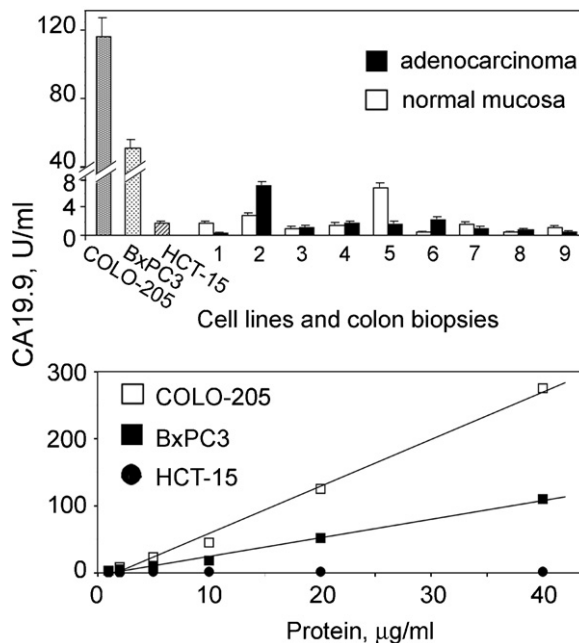 CA19.9, U/ml
120
80
40
8
4
0
adenocarcinoma
normal mucosa
COLO-205
BxPC3
HCT-15
1 2 3 4 5 6 7 8 9
Cell lines and colon biopsies
300
200
100
0
COLO-205
BxPC3
HCT-15
0 10 20 30 40
Protein, µg/ml